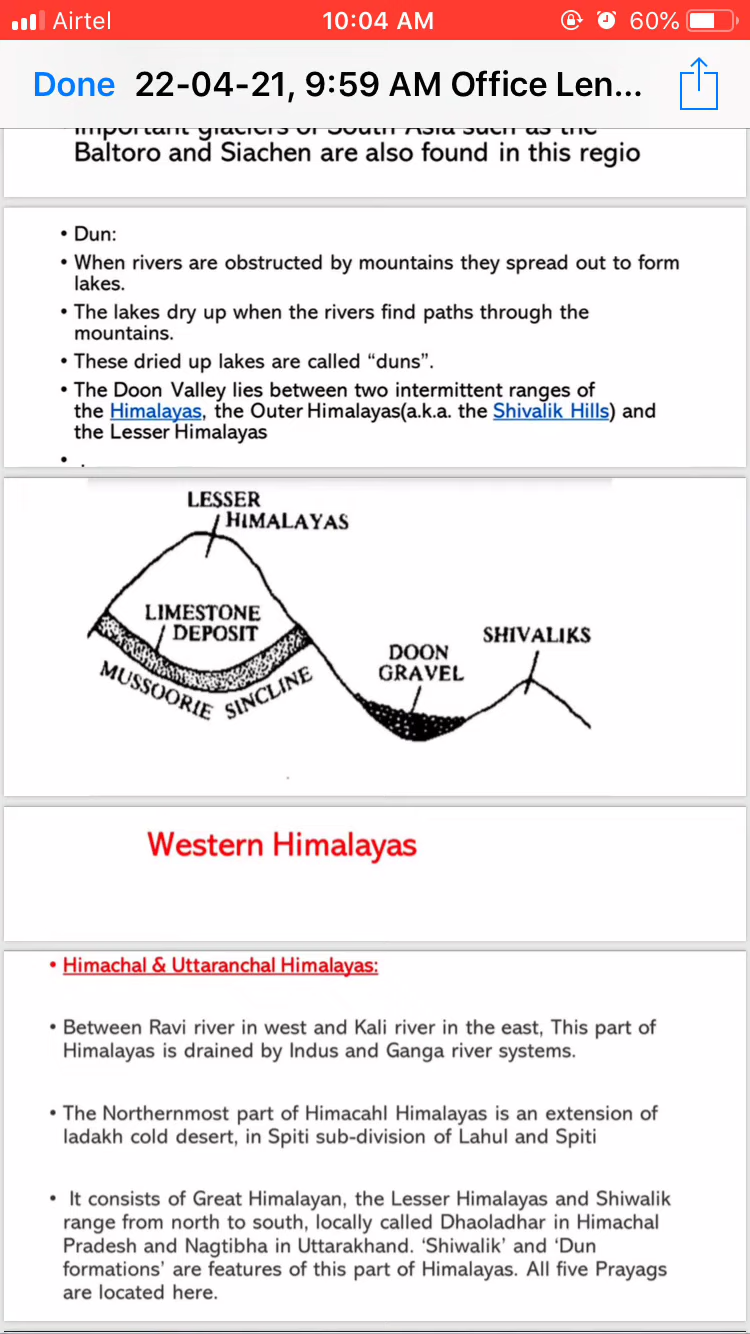 Airtel
10:04 AM
60%
Done 22-04-21, 9:59 AM Office Len...
important glaciers of South Asia such as the
Baltoro and Siachen are also found in this regio
• Dun:
• When rivers are obstructed by mountains they spread out to form
lakes.
• The lakes dry up when the rivers find paths through the
mountains.
• These dried up lakes are called “duns”.
• The Doon Valley lies between two intermittent ranges of
the Himalayas, the Outer Himalayas(a.k.a. the Shivalik Hills) and
the Lesser Himalayas
• .
LESSER
HIMALAYAS
LIMESTONE
DEPOSIT
MUSSOORIE SINCLINE
DOON
GRAVEL
SHIVALIKS
Western Himalayas
• Himachal & Uttaranchal Himalayas:
• Between Ravi river in west and Kali river in the east, This part of
Himalayas is drained by Indus and Ganga river systems.
• The Northernmost part of Himacahl Himalayas is an extension of
ladakh cold desert, in Spiti sub-division of Lahul and Spiti
• It consists of Great Himalayan, the Lesser Himalayas and Shiwalik
range from north to south, locally called Dhaoladhar in Himachal
Pradesh and Nagtibha in Uttarakhand. ‘Shiwalik’ and ‘Dun
formations’ are features of this part of Himalayas. All five Prayags
are located here.